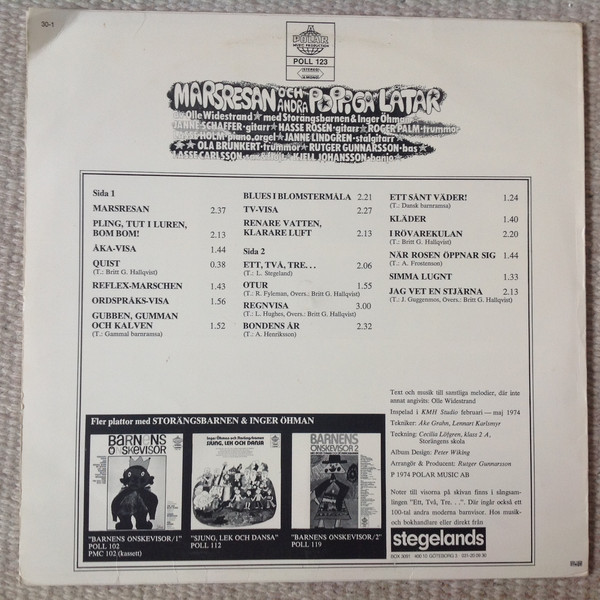 30-1
POLAR
MUSIC PRODUCTION
POLL 123
STEREO
MARSRESAN OCH ANDRA POPIGA LÅTAR
av Olle Widestrand ★ med Storängsbarnen & Inger Öhman
JANNE SCHAFFER-gitarr ★ HASSE ROSÉN-gitarr ★ ROGER PALM-trummor
HOLM-piano, orgel ★ JANNE LINDGREN-stålgitarr ★
★ ★ OLA BRUNKERT-trummor ★ RUTGER GUNNARSSON-bas ★
LASSE CARLSSON- KJELL JOHANSSON-banjo ★
Sida 1
MARSRESAN 2.37
PLING, TUT I LUREN,
BOM BOM! 2.13
ÅKA-VISA 1.44
QUIST 0.38
(T.: Britt G. Hallqvist)
REFLEX-MARSCHEN 1.43
ORDSPRÅKS-VISA 1.56
GUBBEN, GUMMAN
OCH KALVEN 1.52
(T.: Gammal barnramsa)
BLUES I BLOMSTERMÅLA 2.21
TV-VISA 2.27
RENARE VATTEN,
KLARARE LUFT 2.13
Sida 2
ETT, TVÅ, TRE... 2.06
(T.: L. Stegeland)
OTUR 1.55
(T.: R. Fyleman, Övers.: Britt G. Hallqvist)
REGNVISA 3.00
(T.: L. Hughes, Övers.: Britt G. Hallqvist)
BONDENS ÅR 2.32
(T.: A. Henriksson)
ETT SÅNT VÄDER! 1.24
(T.: Dansk barnramsa)
KLÄDER 1.40
I RÖVAREKULAN 2.20
(T.: Britt G. Hallqvist)
NÄR ROSEN ÖPPNAR SIG 1.44
(T.: A. Frostenson)
SIMMA LUGNT 1.33
JAG VET EN STJÄRNA 2.13
(T.: J. Guggenmos, Övers.: Britt G. Hallqvist)
Text och musik till samtliga melodier, där inte
annat angivits: Olle Widestrand
Inspelad i KMH Studio februari — maj 1974
Tekniker: Åke Grahn, Lennart Karlsmyr
Teckning: Cecilia Löfgren, klass 2 A,
Storängens skola
Album Design: Peter Wiking
Arrangör & Producent: Rutger Gunnarsson
P 1974 POLAR MUSIC AB
Noter till visorna på skivan finns i sångsam-
lingen "Ett, Två, Tre. . .". Där ingår också ett
100-tal andra moderna barnvisor. Hos musik-
och bokhandlare eller direkt från
stegelands
Fler plattor med STORÄNGSBARNEN & INGER ÖHMAN
BARNENS
ÖNSKEVISOR
SJUNG, LEK OCH DANSA
BARNENS
ÖNSKEVISOR 2
"BARNENS ÖNSKEVISOR/1"
POLL 102
PMC 102 (kassett)
"SJUNG, LEK OCH DANSA"
POLL 112
"BARNENS ÖNSKEVISOR/2"
POLL 119